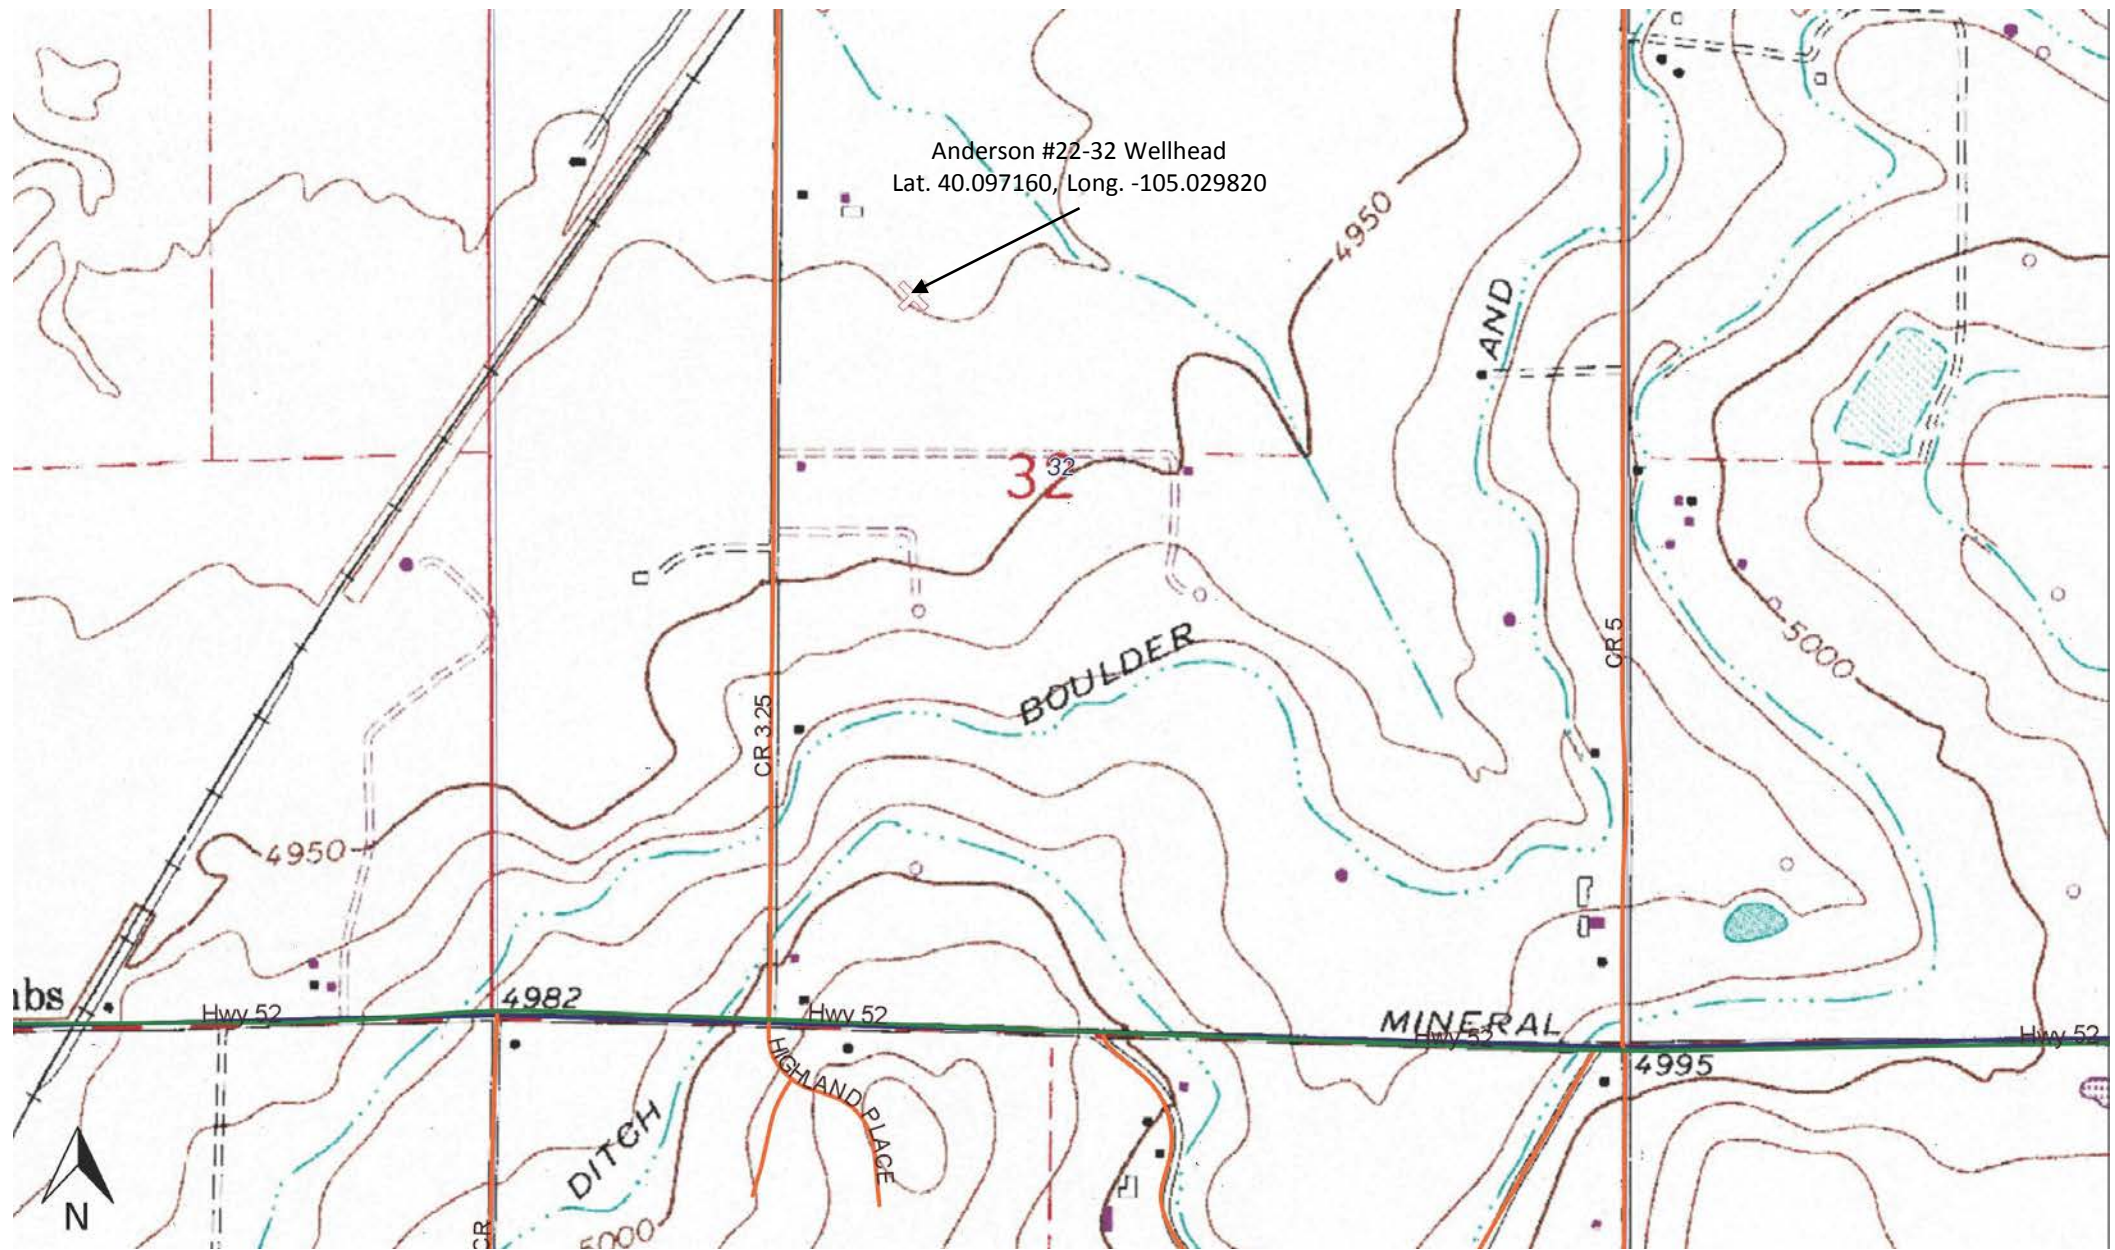 Anderson #22-32 Wellhead
Lat. 40.097160, Long. -105.029820
4950
AND
32
32
CR 5
BOULDER
5000
CR 3.25
4950
4982
Hwy 52
Hwy 52
MINERAL
Hwy 52
Hwy 52
4995
HIGHLAND PLACE
DITCH
N
CR
5000